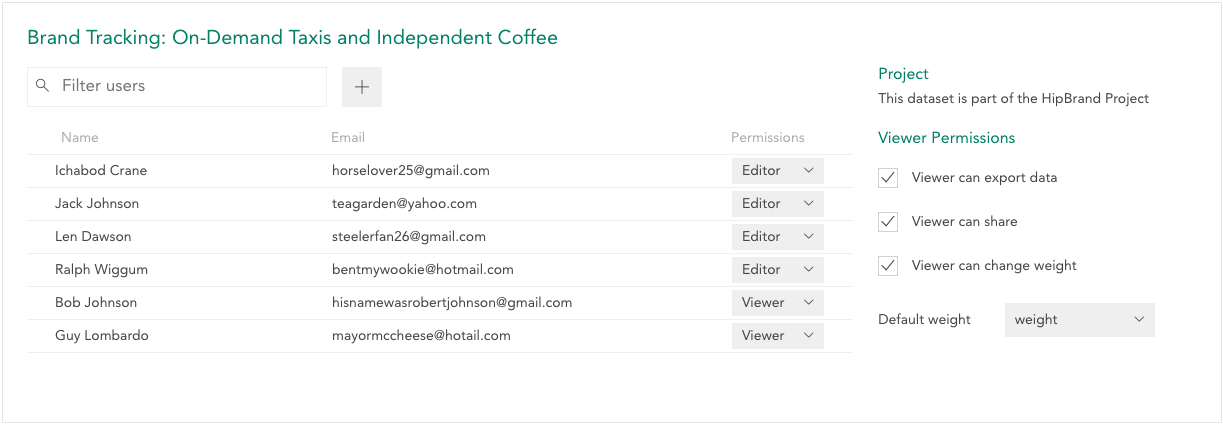 Brand Tracking: On-Demand Taxis and Independent Coffee
Filter users
Name Email Permissions
Ichabod Crane horselover25@gmail.com Editor
Jack Johnson teagarden@yahoo.com Editor
Len Dawson steelerfan26@gmail.com Editor
Ralph Wiggum bentmywookie@hotmail.com Editor
Bob Johnson hisnamewasrobertjohnson@gmail.com Viewer
Guy Lombardo mayormccheese@hotail.com Viewer
Project
This dataset is part of the HipBrand Project
Viewer Permissions
Viewer can export data
Viewer can share
Viewer can change weight
Default weight weight